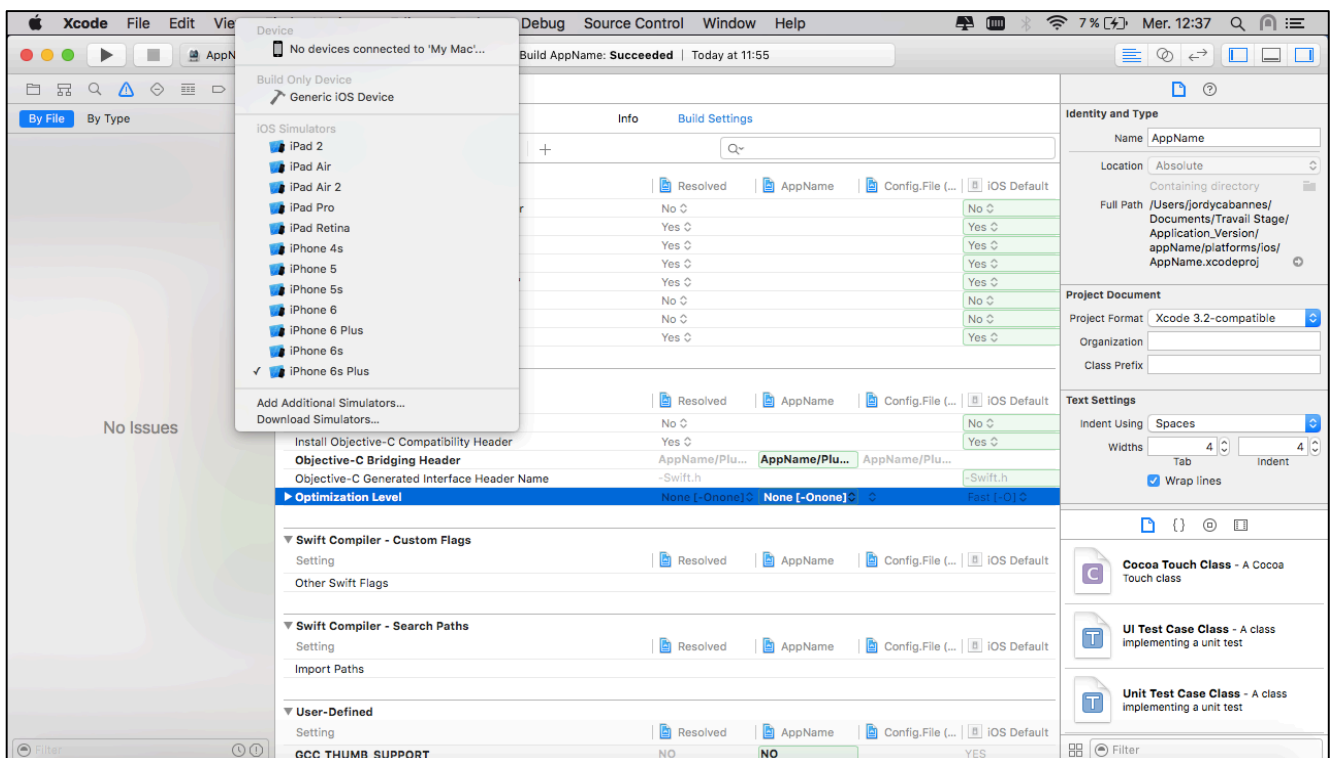 Xcode File Edit Debug Source Control Window Help 7 % Mer. 12:37
Build AppName: Succeeded | Today at 11:55
Device
No devices connected to 'My Mac'...
Build Only Device
Generic iOS Device
iOS Simulators
iPad 2
iPad Air
iPad Air 2
iPad Pro
iPad Retina
iPhone 4s
iPhone 5
iPhone 5s
iPhone 6
iPhone 6 Plus
iPhone 6s
✓ iPhone 6s Plus
Add Additional Simulators...
Download Simulators...
By File By Type
No Issues
Filter
Info Build Settings
Resolved AppName Config.File (... iOS Default
No No
Yes Yes
Yes Yes
Yes Yes
Yes Yes
No No
No No
Yes Yes
Resolved AppName Config.File (... iOS Default
No No
Install Objective-C Compatibility Header Yes Yes
Objective-C Bridging Header AppName/Plu... AppName/Plu... AppName/Plu...
Objective-C Generated Interface Header Name -Swift.h -Swift.h
Optimization Level None [-Onone] None [-Onone] Fast [-O]
Swift Compiler - Custom Flags
Setting Resolved AppName Config.File (... iOS Default
Other Swift Flags
Swift Compiler - Search Paths
Setting Resolved AppName Config.File (... iOS Default
Import Paths
User-Defined
Setting Resolved AppName Config.File (... iOS Default
GCC_THUMB_SUPPORT NO NO YES
Identity and Type
Name AppName
Location Absolute
Containing directory
Full Path /Users/jordycabannes/
Documents/Travail Stage/
Application_Version/
appName/platforms/ios/
AppName.xcodeproj
Project Document
Project Format Xcode 3.2-compatible
Organization
Class Prefix
Text Settings
Indent Using Spaces
Widths 4 4
Tab Indent
Wrap lines
{}
C Cocoa Touch Class - A Cocoa
Touch class
T UI Test Case Class - A class
implementing a unit test
T Unit Test Case Class - A class
implementing a unit test
Filter